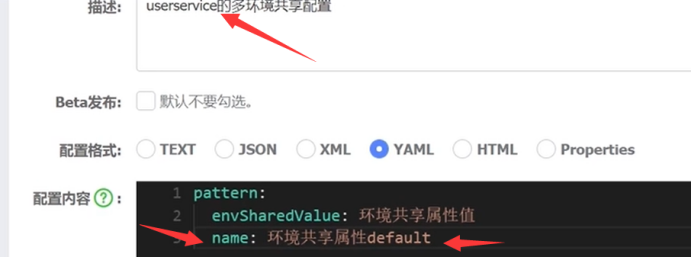 描述: userservice的多环境共享配置
Beta发布: 默认不要勾选。
配置格式: TEXT JSON XML YAML HTML Properties
配置内容 ? :
1 pattern:
2 envSharedValue: 环境共享属性值
3 name: 环境共享属性default